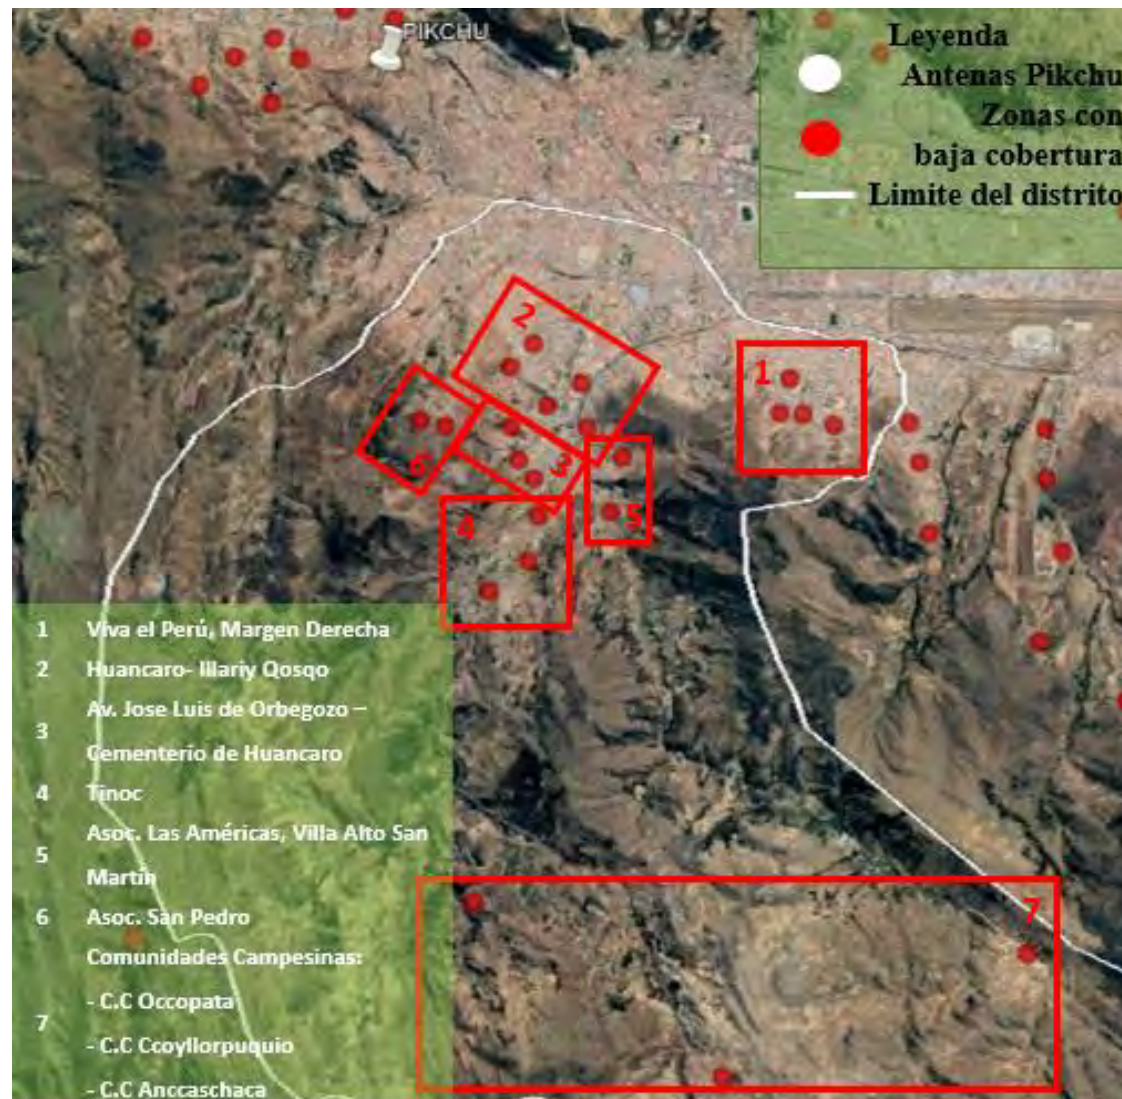 PIKCHU
Leyenda
Antenas Pikchu
Zonas con
baja cobertura
Limite del distrito
2
1
6
3
4
5
7
1 Viva el Perú, Margen Derecha
2 Huancaro- Illariy Qosqo
Av. Jose Luis de Orbegozo –
3
Cementerio de Huancaro
4 Tinoc
Asoc. Las Américas, Villa Alto San
5
Martín
6 Asoc. San Pedro
Comunidades Campesinas:
- C.C Occopata
7
- C.C Ccoyllorpuquio
- C.C Anccaschaca